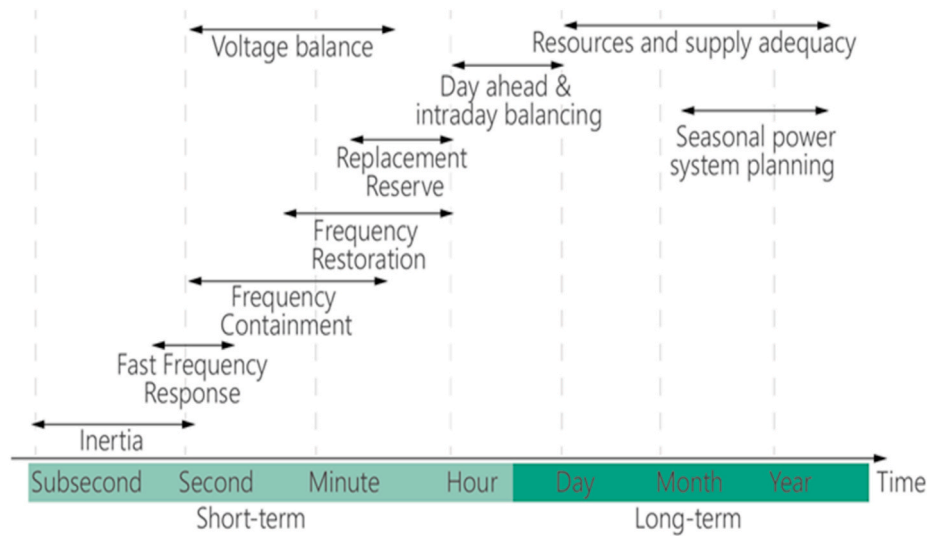 Voltage balance
Resources and supply adequacy
Day ahead &
intraday balancing
Seasonal power
system planning
Replacement
Reserve
Frequency
Restoration
Frequency
Containment
Fast Frequency
Response
Inertia
Subsecond Second Minute Hour Day Month Year Time
Short-term Long-term